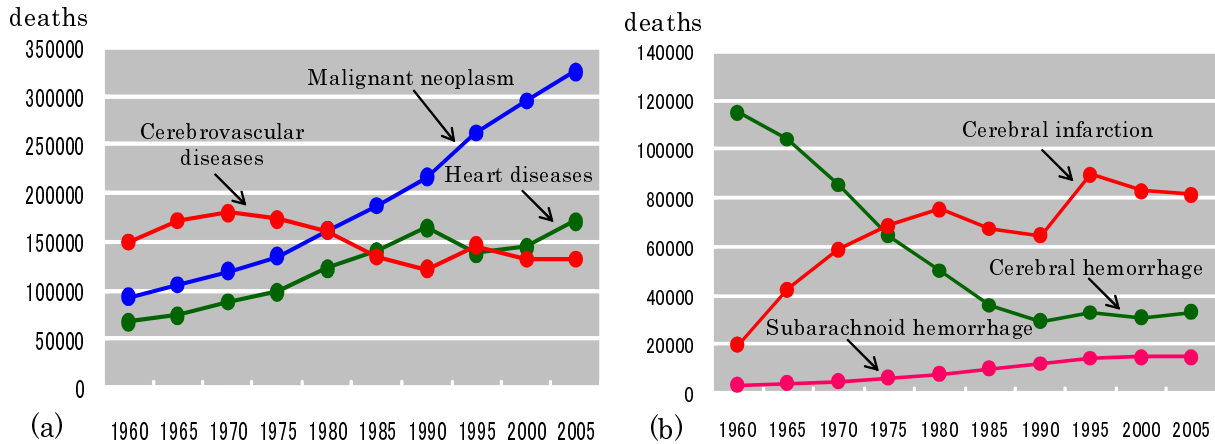 deaths
350000
300000
250000
200000
150000
100000
50000
0
Malignant neoplasm
Cerebrovascular
diseases
Heart diseases
(a)
1960 1965 1970 1975 1980 1985 1990 1995 2000 2005
deaths
140000
120000
100000
80000
60000
40000
20000
0
Cerebral infarction
Cerebral hemorrhage
Subarachnoid hemorrhage
(b)
1960 1965 1970 1975 1980 1985 1990 1995 2000 2005